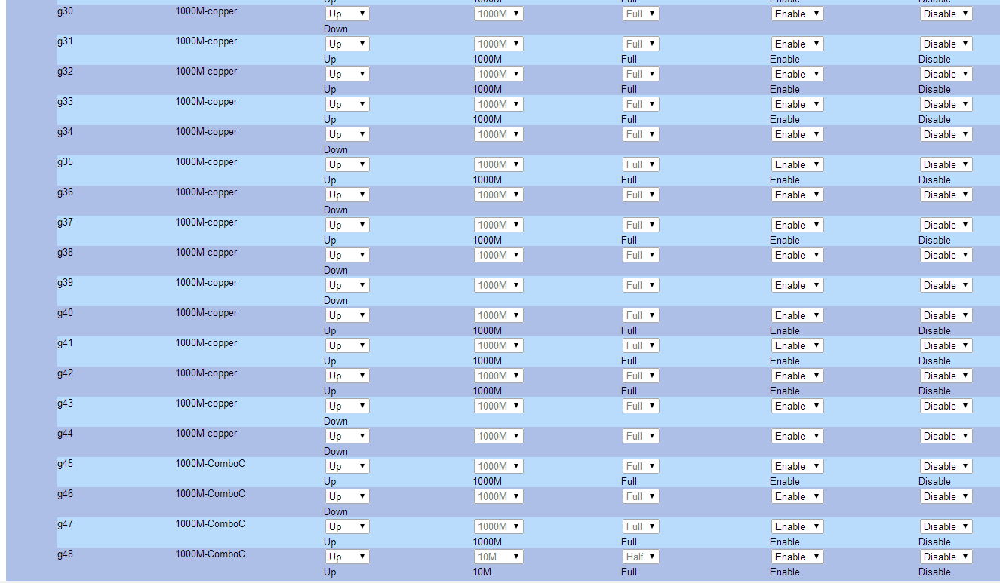 Up Full Enable Disable
g30 1000M-copper Up 1000M Full Enable Disable
Down
g31 1000M-copper Up 1000M Full Enable Disable
Up 1000M Full Enable Disable
g32 1000M-copper Up 1000M Full Enable Disable
Up 1000M Full Enable Disable
g33 1000M-copper Up 1000M Full Enable Disable
Up 1000M Full Enable Disable
g34 1000M-copper Up 1000M Full Enable Disable
Down
g35 1000M-copper Up 1000M Full Enable Disable
Up 1000M Full Enable Disable
g36 1000M-copper Up 1000M Full Enable Disable
Down
g37 1000M-copper Up 1000M Full Enable Disable
Up 1000M Full Enable Disable
g38 1000M-copper Up 1000M Full Enable Disable
Down
g39 1000M-copper Up 1000M Full Enable Disable
Down
g40 1000M-copper Up 1000M Full Enable Disable
Up 1000M Full Enable Disable
g41 1000M-copper Up 1000M Full Enable Disable
Up 1000M Full Enable Disable
g42 1000M-copper Up 1000M Full Enable Disable
Up 1000M Full Enable Disable
g43 1000M-copper Up 1000M Full Enable Disable
Down
g44 1000M-copper Up 1000M Full Enable Disable
Down
g45 1000M-ComboC Up 1000M Full Enable Disable
Up 1000M Full Enable Disable
g46 1000M-ComboC Up 1000M Full Enable Disable
Down
g47 1000M-ComboC Up 1000M Full Enable Disable
Up 1000M Full Enable Disable
g48 1000M-ComboC Up 10M Half Enable Disable
Up 10M Full Enable Disable